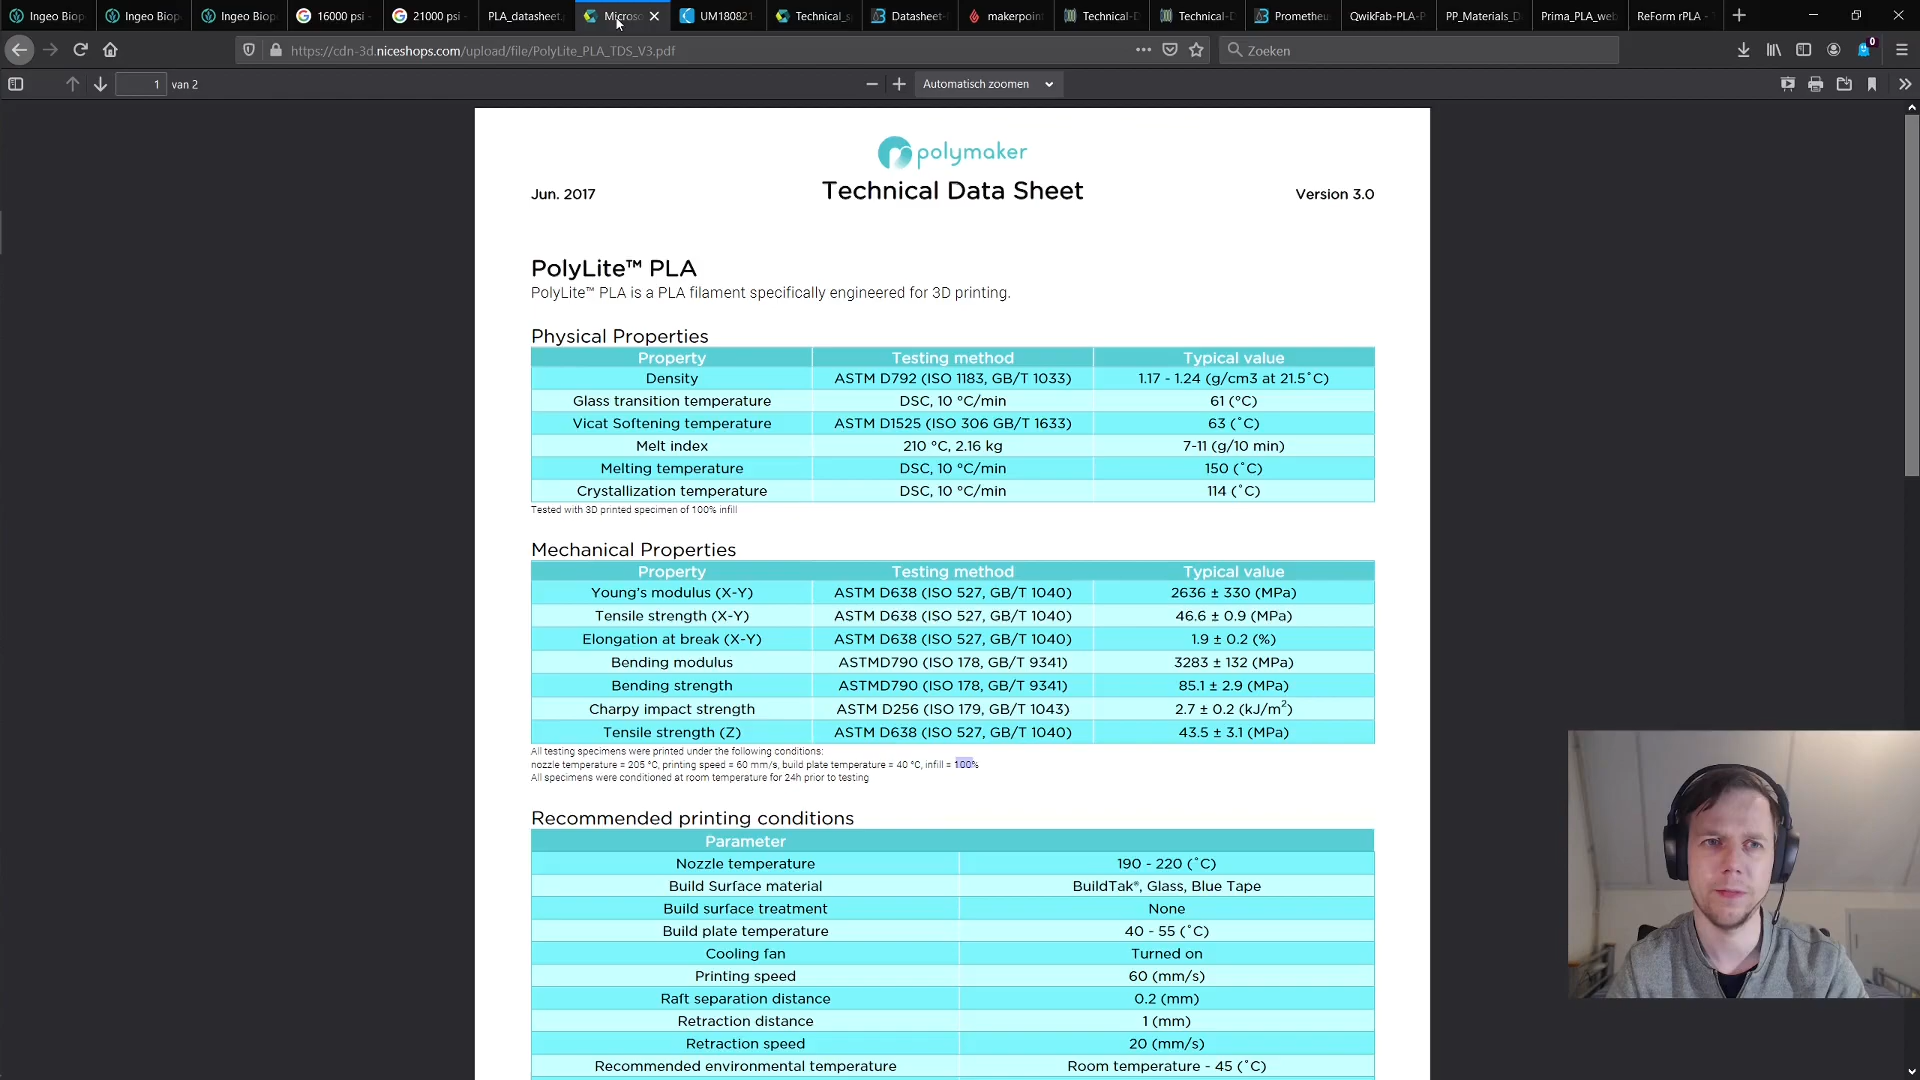 Ingeo Biop
Ingeo Biop
Ingeo Biop
16000 psi -
21000 psi -
PLA_datasheet.
Micros
UM180821
Technical_s
Datasheet-
makerpoint
Technical-D
Technical-D
Prometheu
QwikFab-PLA-P
PP_Materials_D
Prima_PLA_web
ReForm rPLA - T
https://cdn-3d.niceshops.com/upload/file/PolyLite_PLA_TDS_V3.pdf
Zoeken
0
1 van 2
Automatisch zoomen
polymaker
Jun. 2017
Technical Data Sheet
Version 3.0
PolyLite™ PLA
PolyLite™ PLA is a PLA filament specifically engineered for 3D printing.
Physical Properties
Property Testing method Typical value
Density ASTM D792 (ISO 1183, GB/T 1033) 1.17 - 1.24 (g/cm3 at 21.5˚C)
Glass transition temperature DSC, 10 °C/min 61 (°C)
Vicat Softening temperature ASTM D1525 (ISO 306 GB/T 1633) 63 (˚C)
Melt index 210 °C, 2.16 kg 7-11 (g/10 min)
Melting temperature DSC, 10 °C/min 150 (˚C)
Crystallization temperature DSC, 10 °C/min 114 (˚C)
Tested with 3D printed specimen of 100% infill
Mechanical Properties
Property Testing method Typical value
Young's modulus (X-Y) ASTM D638 (ISO 527, GB/T 1040) 2636 ± 330 (MPa)
Tensile strength (X-Y) ASTM D638 (ISO 527, GB/T 1040) 46.6 ± 0.9 (MPa)
Elongation at break (X-Y) ASTM D638 (ISO 527, GB/T 1040) 1.9 ± 0.2 (%)
Bending modulus ASTMD790 (ISO 178, GB/T 9341) 3283 ± 132 (MPa)
Bending strength ASTMD790 (ISO 178, GB/T 9341) 85.1 ± 2.9 (MPa)
Charpy impact strength ASTM D256 (ISO 179, GB/T 1043) 2.7 ± 0.2 (kJ/m²)
Tensile strength (Z) ASTM D638 (ISO 527, GB/T 1040) 43.5 ± 3.1 (MPa)
All testing specimens were printed under the following conditions:
nozzle temperature = 205 °C, printing speed = 60 mm/s, build plate temperature = 40 °C, infill = 100%
All specimens were conditioned at room temperature for 24h prior to testing
Recommended printing conditions
Parameter
Nozzle temperature 190 - 220 (˚C)
Build Surface material BuildTak®, Glass, Blue Tape
Build surface treatment None
Build plate temperature 40 - 55 (˚C)
Cooling fan Turned on
Printing speed 60 (mm/s)
Raft separation distance 0.2 (mm)
Retraction distance 1 (mm)
Retraction speed 20 (mm/s)
Recommended environmental temperature Room temperature - 45 (˚C)